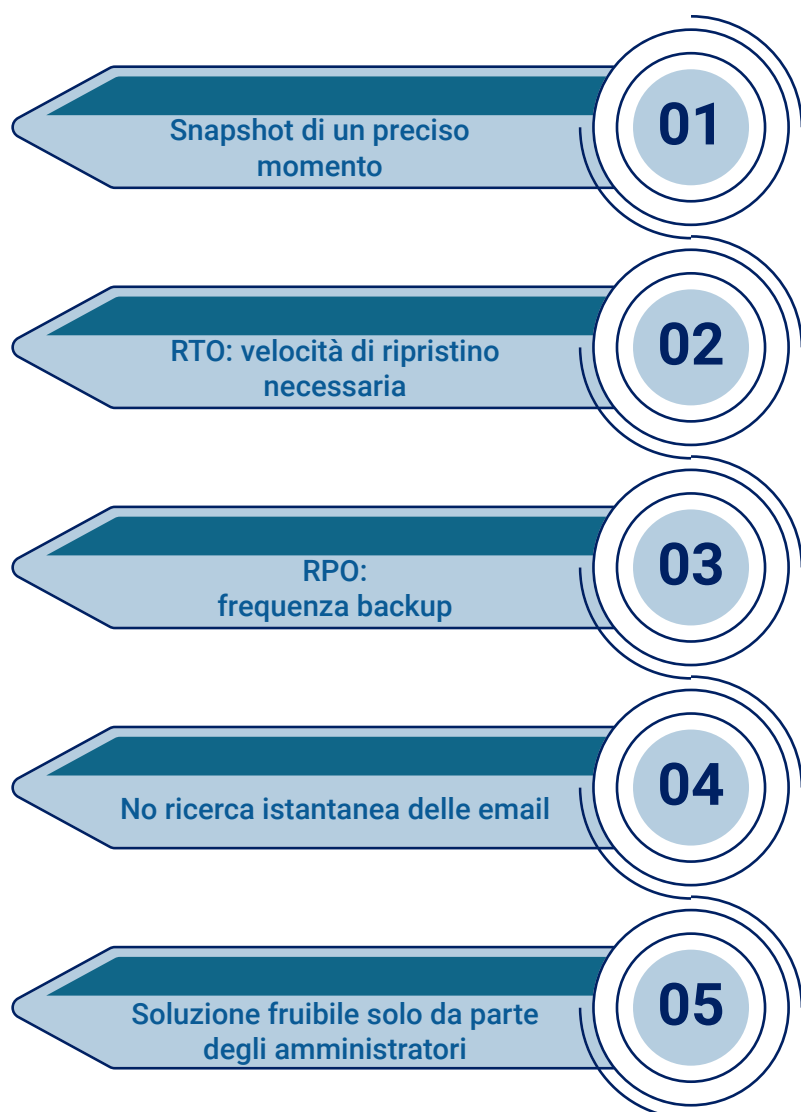 Snapshot di un preciso
momento
01
RTO: velocità di ripristino
necessaria
02
RPO:
frequenza backup
03
No ricerca istantanea delle email
04
Soluzione fruibile solo da parte
degli amministratori
05